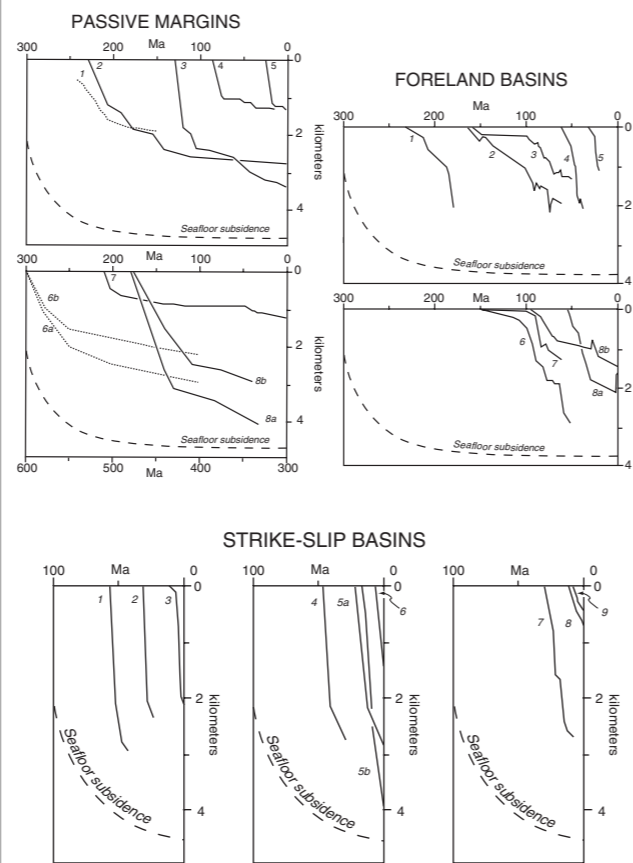 PASSIVE MARGINS
300 200 Ma 100 0
1 2 3 4 5
0
2
4
kilometers
Seafloor subsidence
300 200 Ma 100 0
6b
6a
7
8b
8a
0
2
4
Seafloor subsidence
600 500 400 300
Ma
FORELAND BASINS
300 200 Ma 100 0
1 2 3 4 5
0
2
4
kilometers
Seafloor subsidence
300 200 100 0
6 7 8b
8a
0
2
4
kilometers
Seafloor subsidence
STRIKE-SLIP BASINS
100 Ma 0
1 2 3
0
2
4
kilometers
Seafloor subsidence
100 Ma 0
4 5a 6
5b
0
2
4
kilometers
Seafloor subsidence
100 Ma 0
7 8 9
0
2
4
kilometers
Seafloor subsidence